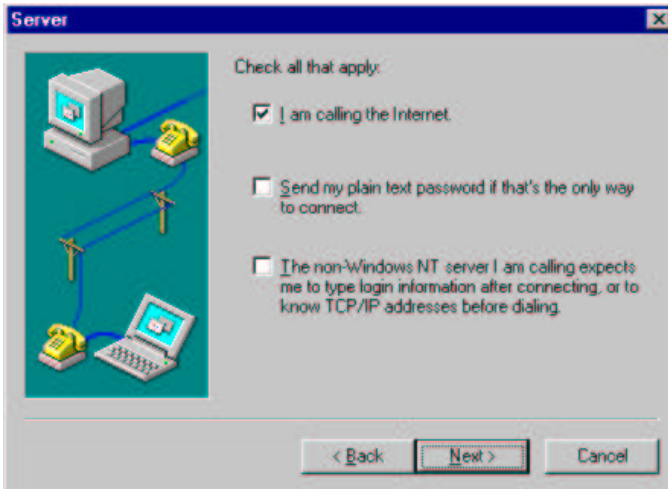 Server
Check all that apply:
I am calling the Internet.
Send my plain text password if that's the only way
to connect.
The non-Windows NT server I am calling expects
me to type login information after connecting, or to
know TCP/IP addresses before dialing.
< Back
Next >
Cancel